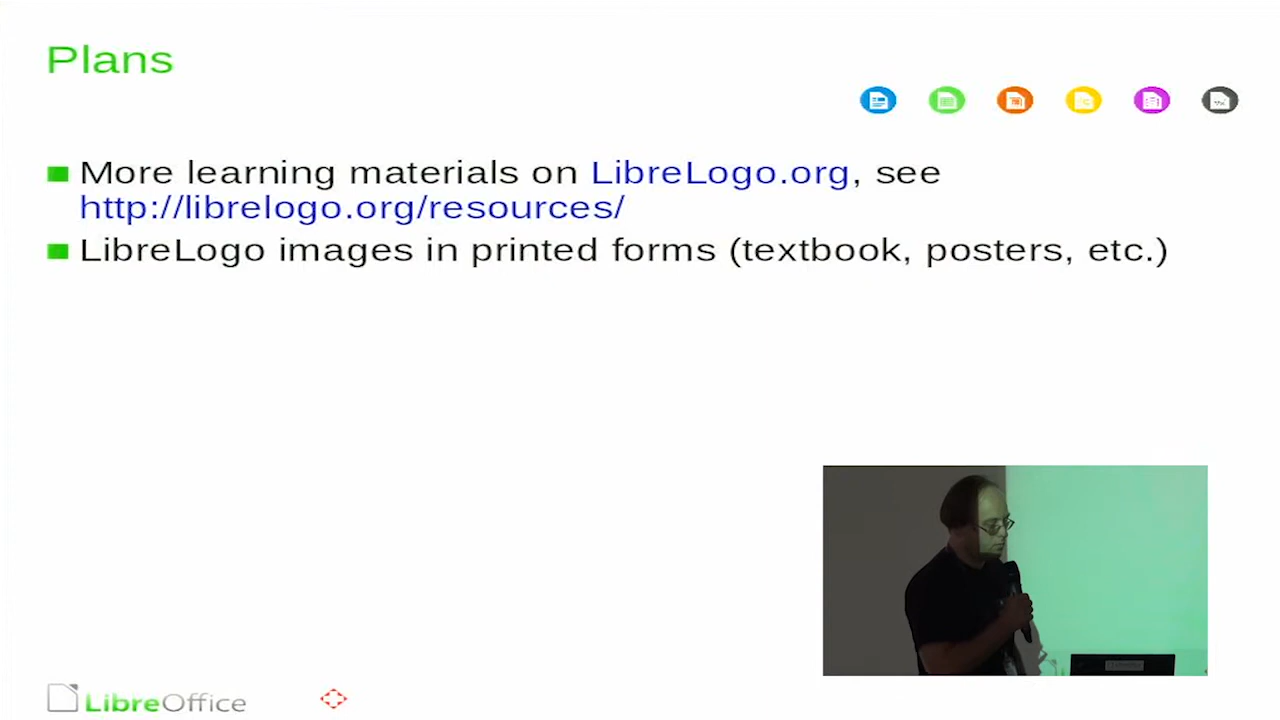 Plans
More learning materials on LibreLogo.org, see
http://librelogo.org/resources/
LibreLogo images in printed forms (textbook, posters, etc.)
LibreOffice